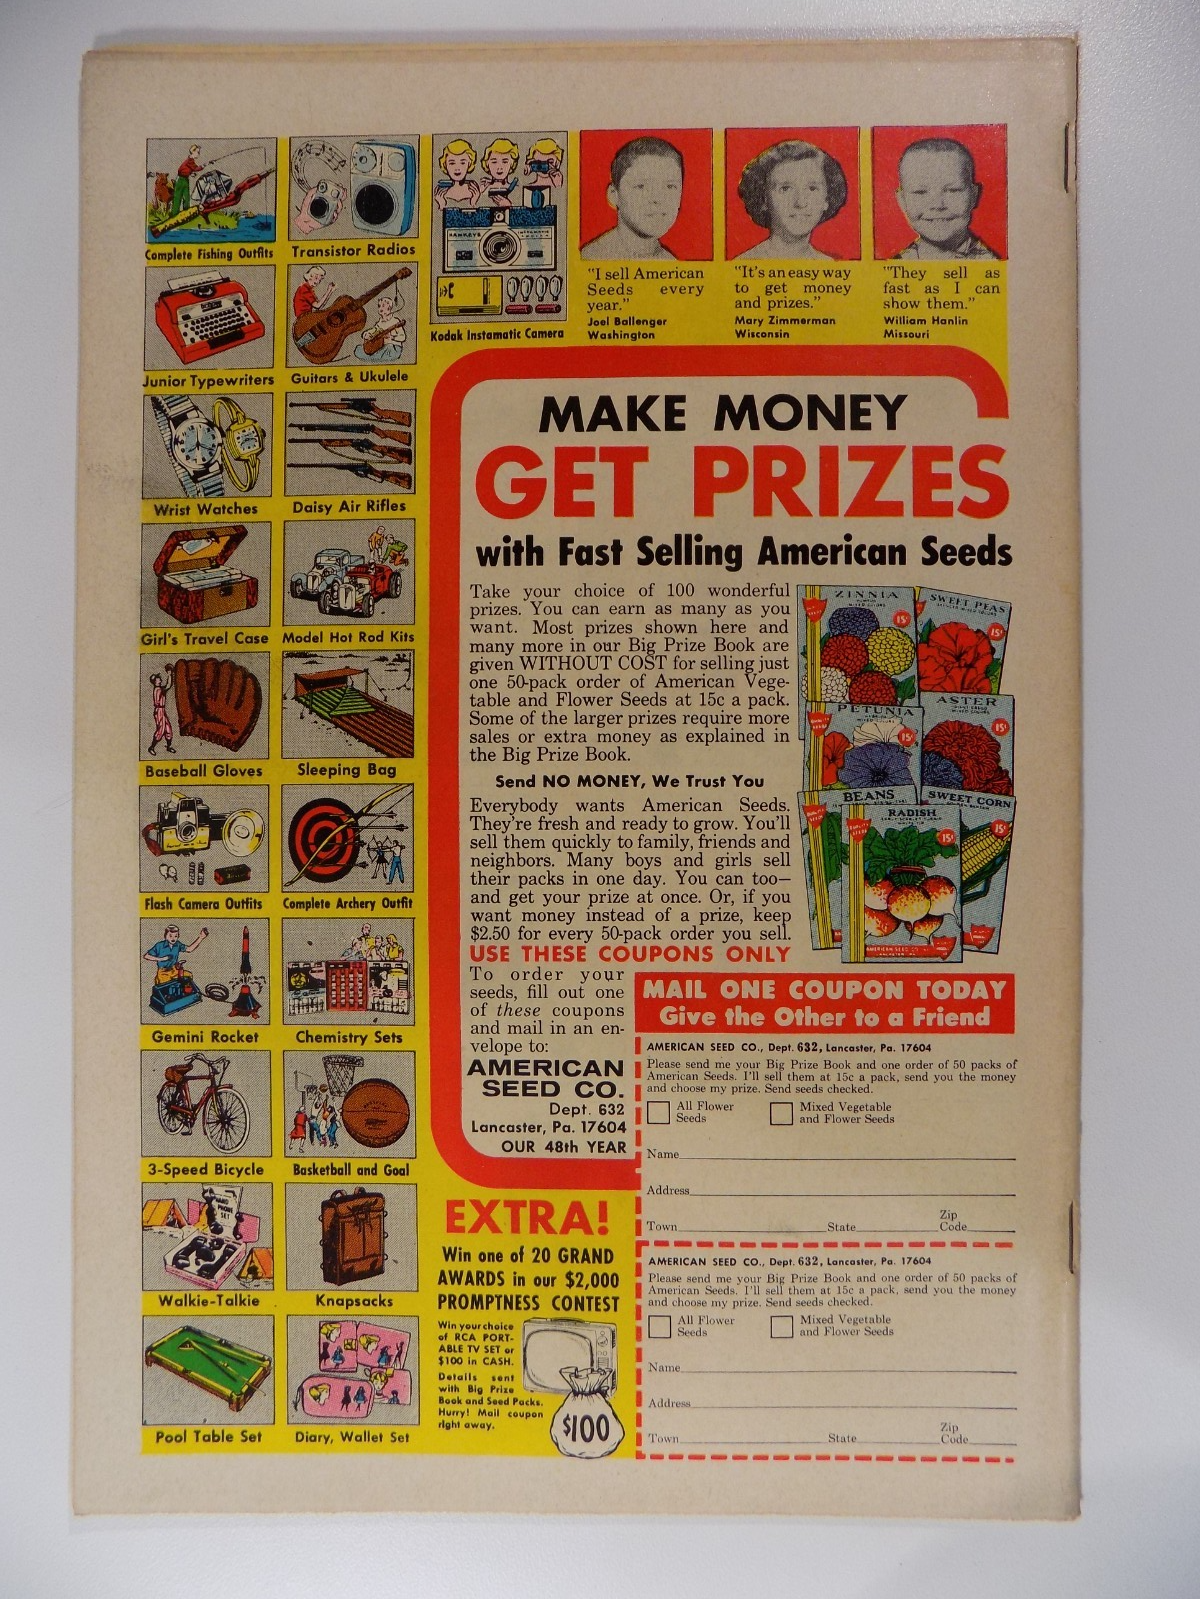 Complete Fishing Outfits
Transistor Radios
Kodak Instamatic Camera
Junior Typewriters
Guitars & Ukulele
Wrist Watches
Daisy Air Rifles
Girl's Travel Case
Model Hot Rod Kits
Baseball Gloves
Sleeping Bag
Flash Camera Outfits
Complete Archery Outfit
Gemini Rocket
Chemistry Sets
3-Speed Bicycle
Basketball and Goal
Walkie-Talkie
Knapsacks
Pool Table Set
Diary, Wallet Set
"I sell American
Seeds every
year."
Joel Ballenger
Washington
"It's an easy way
to get money
and prizes."
Mary Zimmerman
Wisconsin
"They sell as
fast as I can
show them."
William Hanlin
Missouri
MAKE MONEY
GET PRIZES
with Fast Selling American Seeds
Take your choice of 100 wonderful
prizes. You can earn as many as you
want. Most prizes shown here and
many more in our Big Prize Book are
given WITHOUT COST for selling just
one 50-pack order of American Vege-
table and Flower Seeds at 15c a pack.
Some of the larger prizes require more
sales or extra money as explained in
the Big Prize Book.
Send NO MONEY, We Trust You
Everybody wants American Seeds.
They're fresh and ready to grow. You'll
sell them quickly to family, friends and
neighbors. Many boys and girls sell
their packs in one day. You can too—
and get your prize at once. Or, if you
want money instead of a prize, keep
$2.50 for every 50-pack order you sell.
USE THESE COUPONS ONLY
To order your
seeds, fill out one
of these coupons
and mail in an en-
velope to:
AMERICAN
SEED CO.
Dept. 632
Lancaster, Pa. 17604
OUR 48th YEAR
ZINNIA
15¢
SWEET PEAS
15¢
PETUNIA
15¢
ASTER
15¢
BEANS
SWEET CORN
15¢
RADISH
15¢
MAIL ONE COUPON TODAY
Give the Other to a Friend
AMERICAN SEED CO., Dept. 632, Lancaster, Pa. 17604
Please send me your Big Prize Book and one order of 50 packs of
American Seeds. I'll sell them at 15c a pack, send you the money
and choose my prize. Send seeds checked.
All Flower
Seeds
Mixed Vegetable
and Flower Seeds
Name
Address
Town State Zip
Code
AMERICAN SEED CO., Dept. 632, Lancaster, Pa. 17604
Please send me your Big Prize Book and one order of 50 packs of
American Seeds. I'll sell them at 15c a pack, send you the money
and choose my prize. Send seeds checked.
All Flower
Seeds
Mixed Vegetable
and Flower Seeds
Name
Address
Town State Zip
Code
EXTRA!
Win one of 20 GRAND
AWARDS in our $2,000
PROMPTNESS CONTEST
Win your choice
of RCA PORT-
ABLE TV SET or
$100 in CASH.
Details sent
with Big Prize
Book and Seed Packs.
Hurry! Mail coupon
right away.
$100